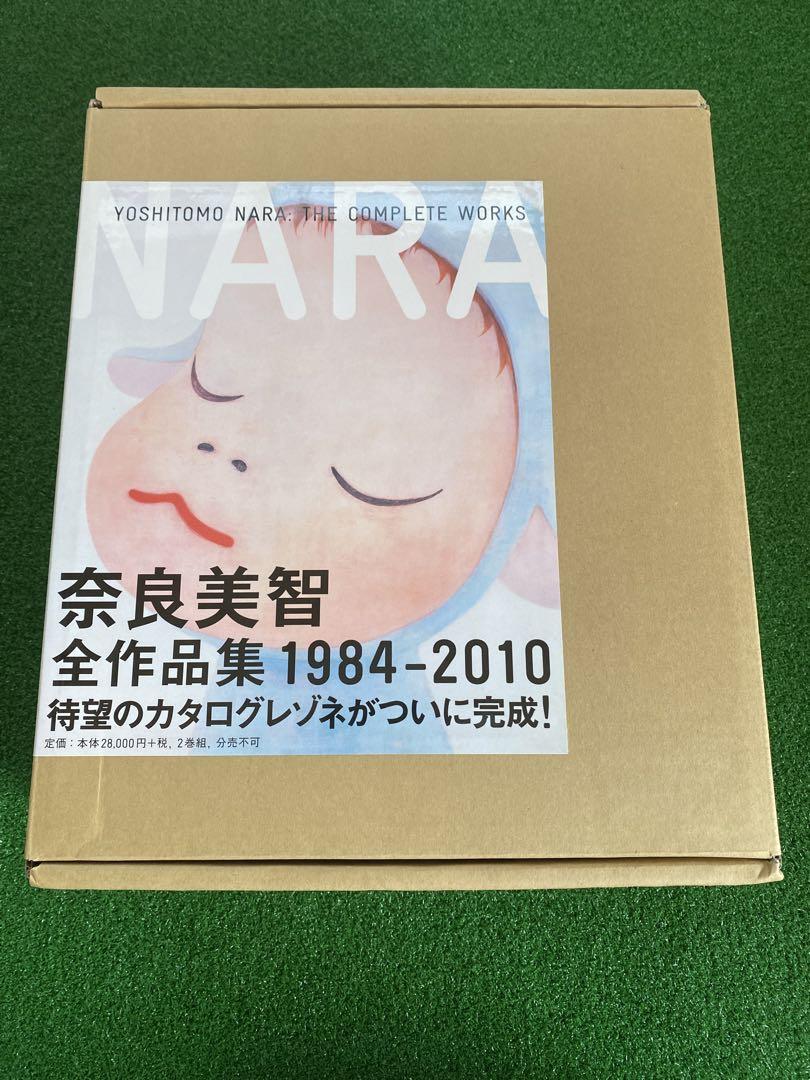 NARA
YOSHITOMO NARA: THE COMPLETE WORKS
奈良美智
全作品集 1984-2010
待望のカタログレゾネがついに完成!
定価:本体28,000円+税, 2巻組, 分売不可